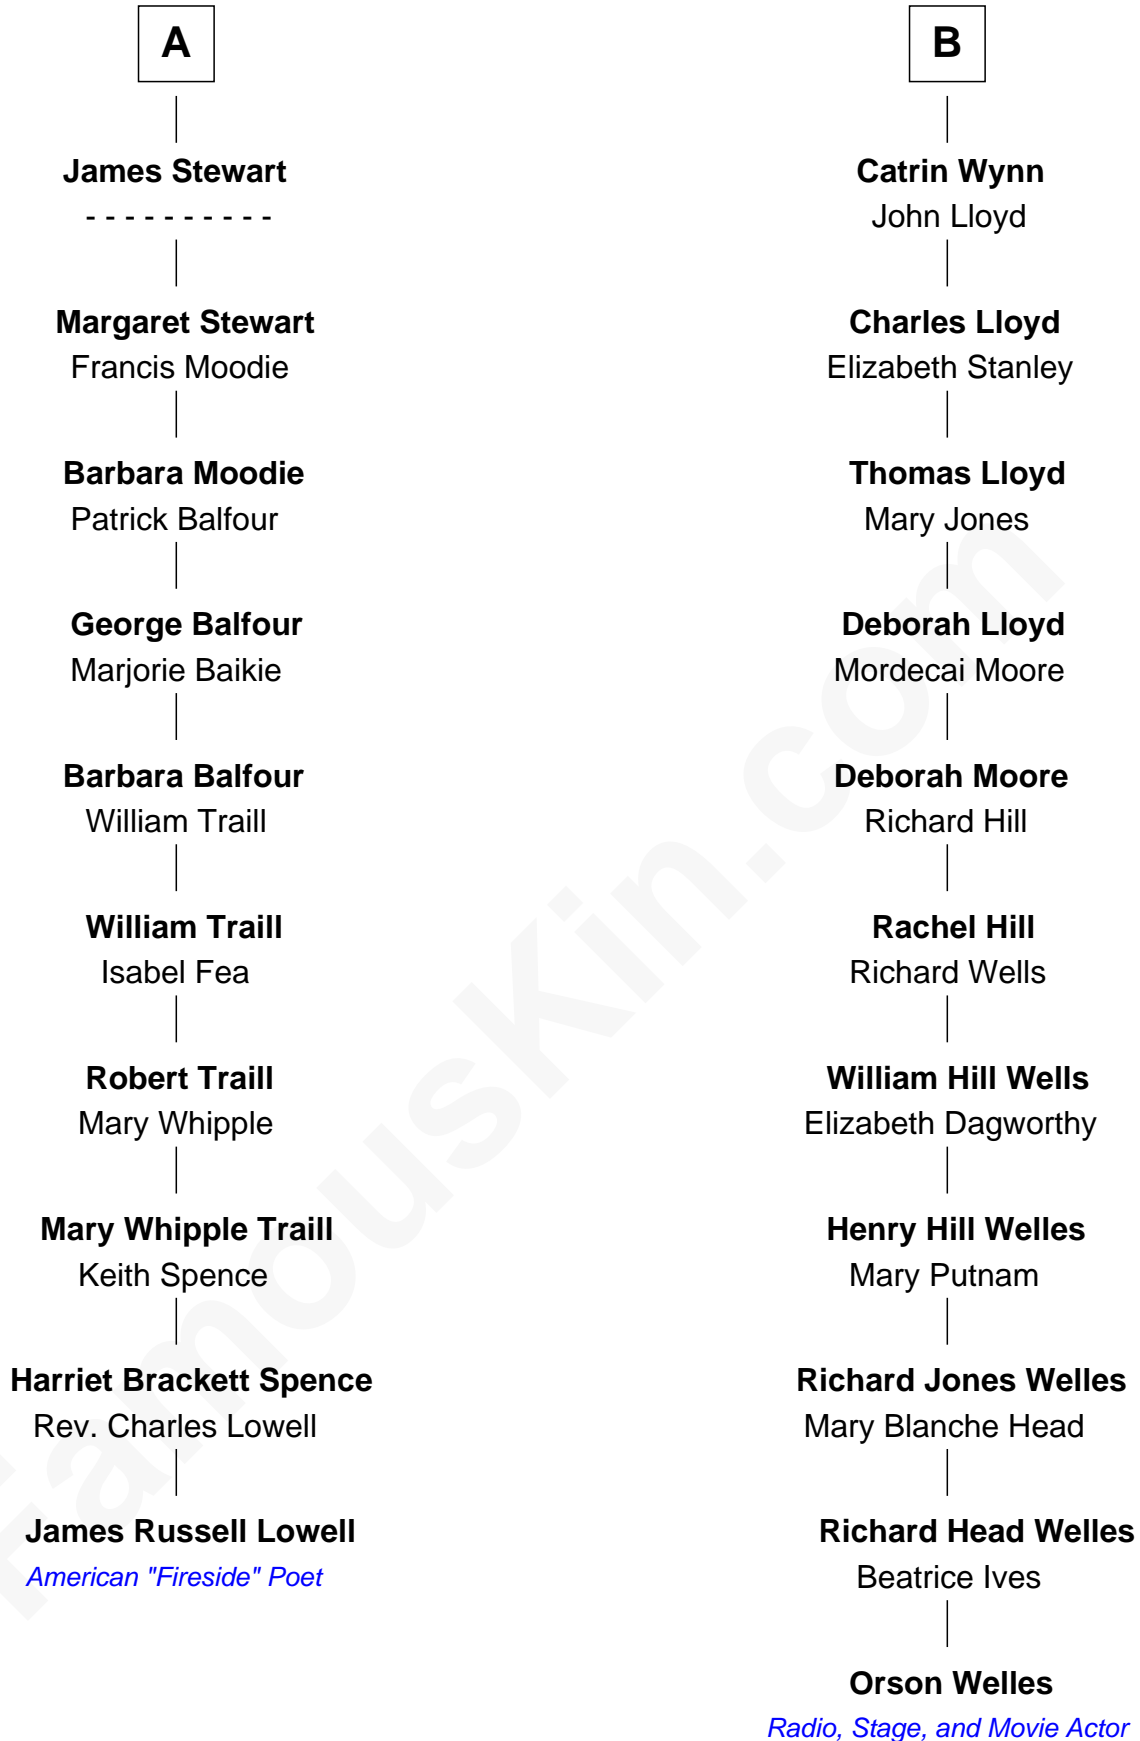 A
James Stewart
- - - - - - - - - -
Margaret Stewart
Francis Moodie
Barbara Moodie
Patrick Balfour
George Balfour
Marjorie Baikie
Barbara Balfour
William Traill
William Traill
Isabel Fea
Robert Traill
Mary Whipple
Mary Whipple Traill
Keith Spence
Harriet Brackett Spence
Rev. Charles Lowell
James Russell Lowell
American "Fireside" Poet
B
Catrin Wynn
John Lloyd
Charles Lloyd
Elizabeth Stanley
Thomas Lloyd
Mary Jones
Deborah Lloyd
Mordecai Moore
Deborah Moore
Richard Hill
Rachel Hill
Richard Wells
William Hill Wells
Elizabeth Dagworthy
Henry Hill Welles
Mary Putnam
Richard Jones Welles
Mary Blanche Head
Richard Head Welles
Beatrice Ives
Orson Welles
Radio, Stage, and Movie Actor
FamousKin.com